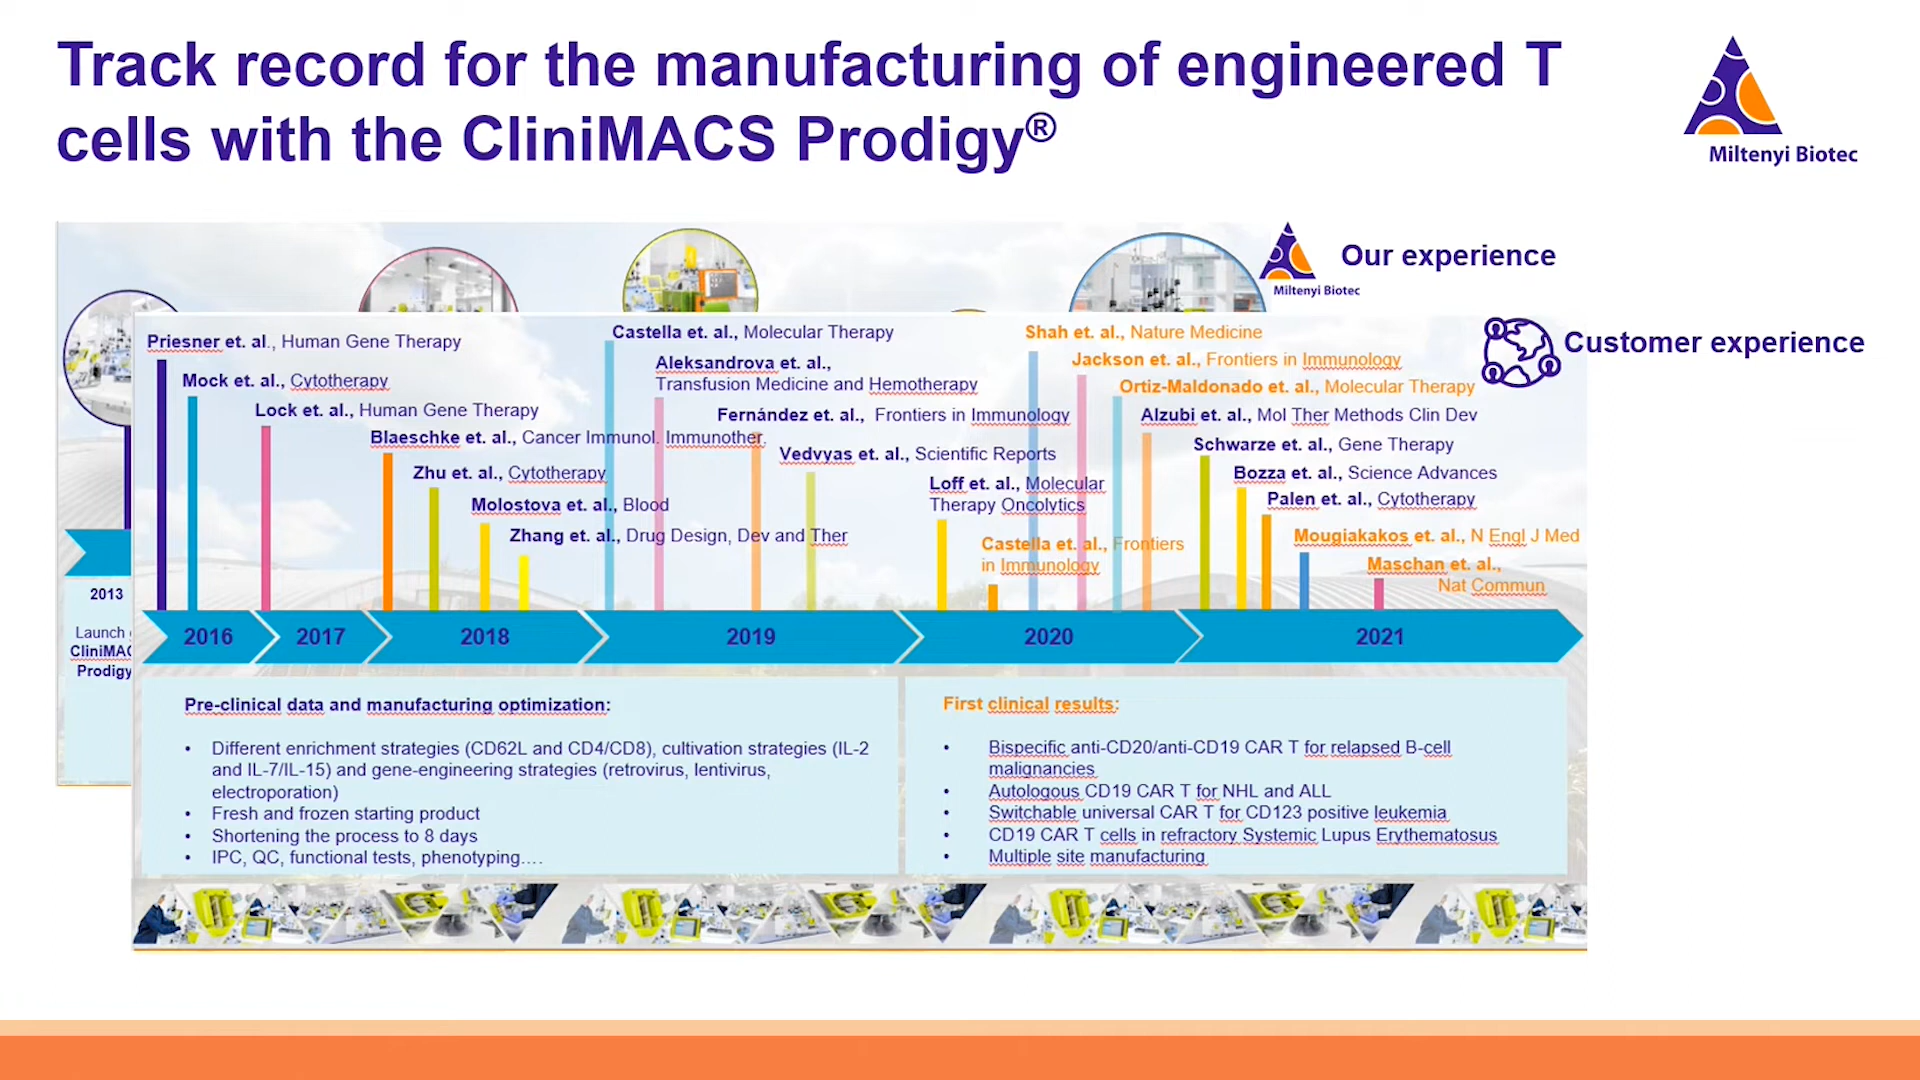 Track record for the manufacturing of engineered T
cells with the CliniMACS Prodigy®
Miltenyi Biotec
Our experience
Miltenyi Biotec
Customer experience
Priesner et. al., Human Gene Therapy
Mock et. al., Cytotherapy
Lock et. al., Human Gene Therapy
Blaeschke et. al., Cancer Immunol. Immunother.
Zhu et. al., Cytotherapy
Molostova et. al., Blood
Zhang et. al., Drug Design, Dev and Ther
Castella et. al., Molecular Therapy
Aleksandrova et. al.,
Transfusion Medicine and Hemotherapy
Fernández et. al., Frontiers in Immunology
Vedvyas et. al., Scientific Reports
Loff et. al., Molecular
Therapy Oncolytics
Castella et. al., Frontiers
in Immunology
Shah et. al., Nature Medicine
Jackson et. al., Frontiers in Immunology
Ortiz-Maldonado et. al., Molecular Therapy
Alzubi et. al., Mol Ther Methods Clin Dev
Schwarze et. al., Gene Therapy
Bozza et. al., Science Advances
Palen et. al., Cytotherapy
Mougiakakos et. al., N Engl J Med
Maschan et. al.,
Nat Commun
2013
Launch
CliniMAC
Prodigy
2016
2017
2018
2019
2020
2021
Pre-clinical data and manufacturing optimization:
• Different enrichment strategies (CD62L and CD4/CD8), cultivation strategies (IL-2
and IL-7/IL-15) and gene-engineering strategies (retrovirus, lentivirus,
electroporation)
• Fresh and frozen starting product
• Shortening the process to 8 days
• IPC, QC, functional tests, phenotyping….
First clinical results:
• Bispecific anti-CD20/anti-CD19 CAR T for relapsed B-cell
malignancies
• Autologous CD19 CAR T for NHL and ALL
• Switchable universal CAR T for CD123 positive leukemia
• CD19 CAR T cells in refractory Systemic Lupus Erythematosus
• Multiple site manufacturing